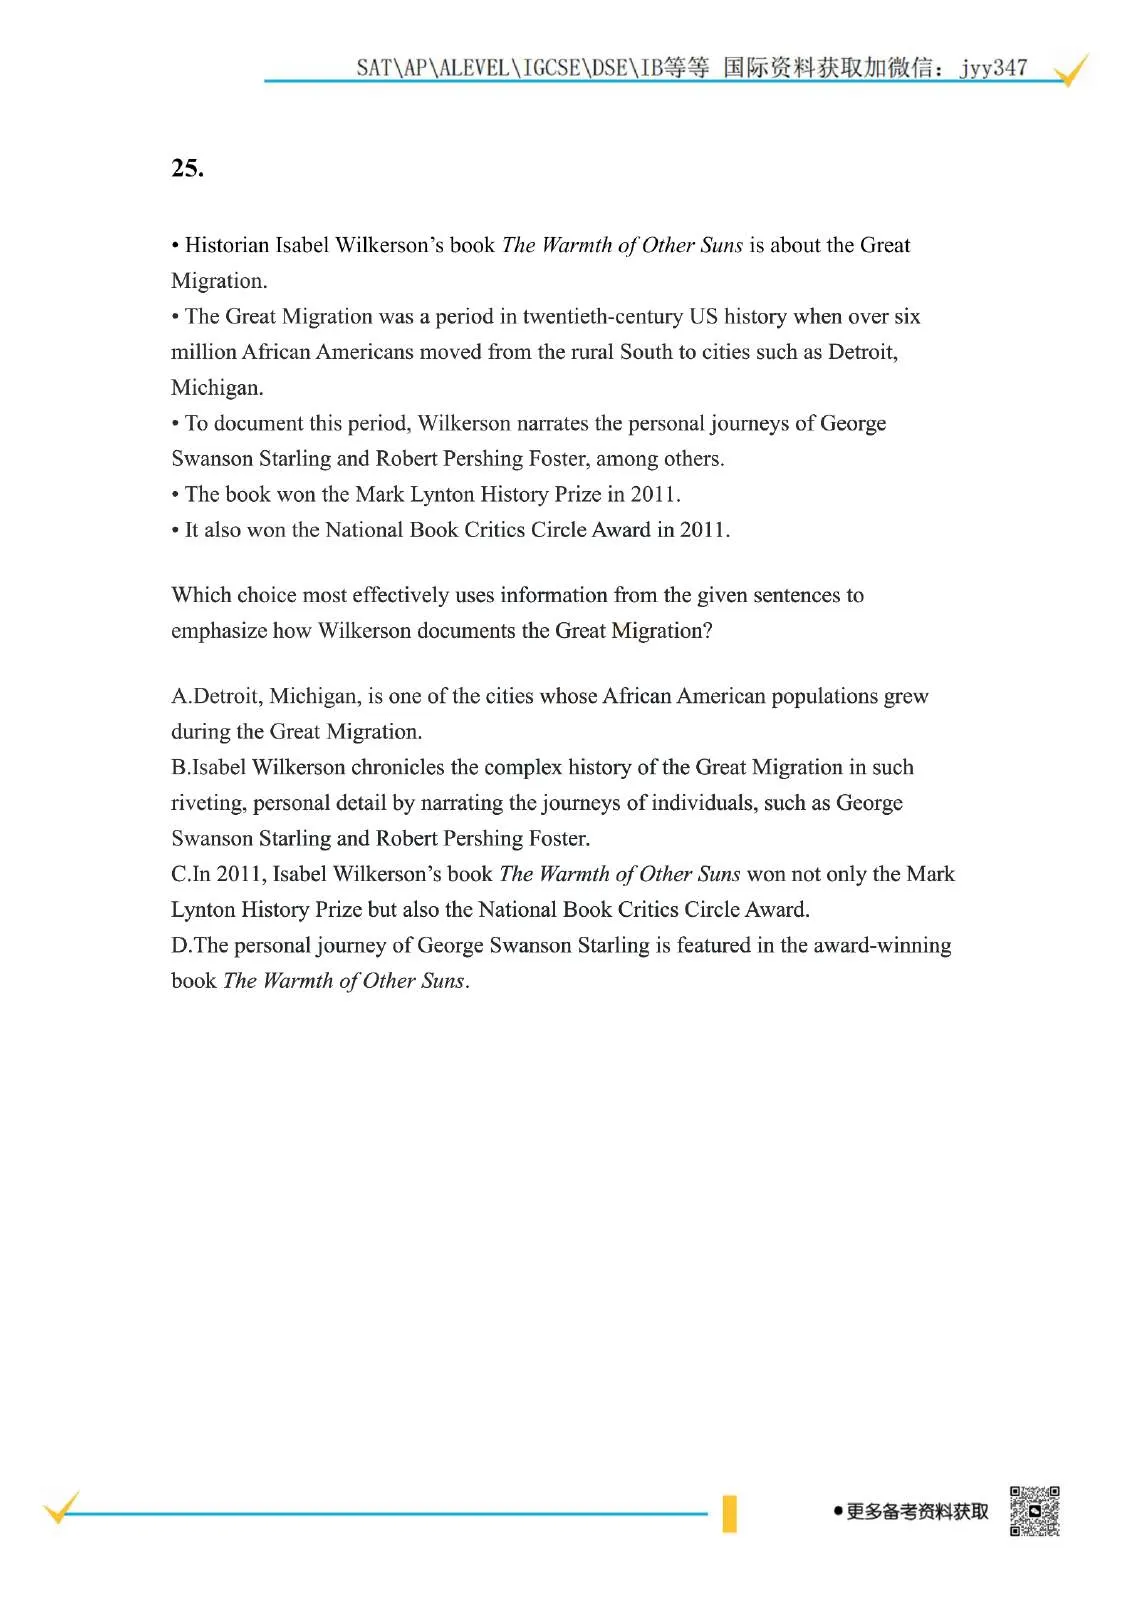 SAT\AP\ALEVEL\IGCSE\DSE\IB等等 国际资料获取加微信：jyy347
25.
• Historian Isabel Wilkerson’s book The Warmth of Other Suns is about the Great
Migration.
• The Great Migration was a period in twentieth-century US history when over six
million African Americans moved from the rural South to cities such as Detroit,
Michigan.
• To document this period, Wilkerson narrates the personal journeys of George
Swanson Starling and Robert Pershing Foster, among others.
• The book won the Mark Lynton History Prize in 2011.
• It also won the National Book Critics Circle Award in 2011.
Which choice most effectively uses information from the given sentences to
emphasize how Wilkerson documents the Great Migration?
A.Detroit, Michigan, is one of the cities whose African American populations grew
during the Great Migration.
B.Isabel Wilkerson chronicles the complex history of the Great Migration in such
riveting, personal detail by narrating the journeys of individuals, such as George
Swanson Starling and Robert Pershing Foster.
C.In 2011, Isabel Wilkerson’s book The Warmth of Other Suns won not only the Mark
Lynton History Prize but also the National Book Critics Circle Award.
D.The personal journey of George Swanson Starling is featured in the award-winning
book The Warmth of Other Suns.
•更多备考资料获取